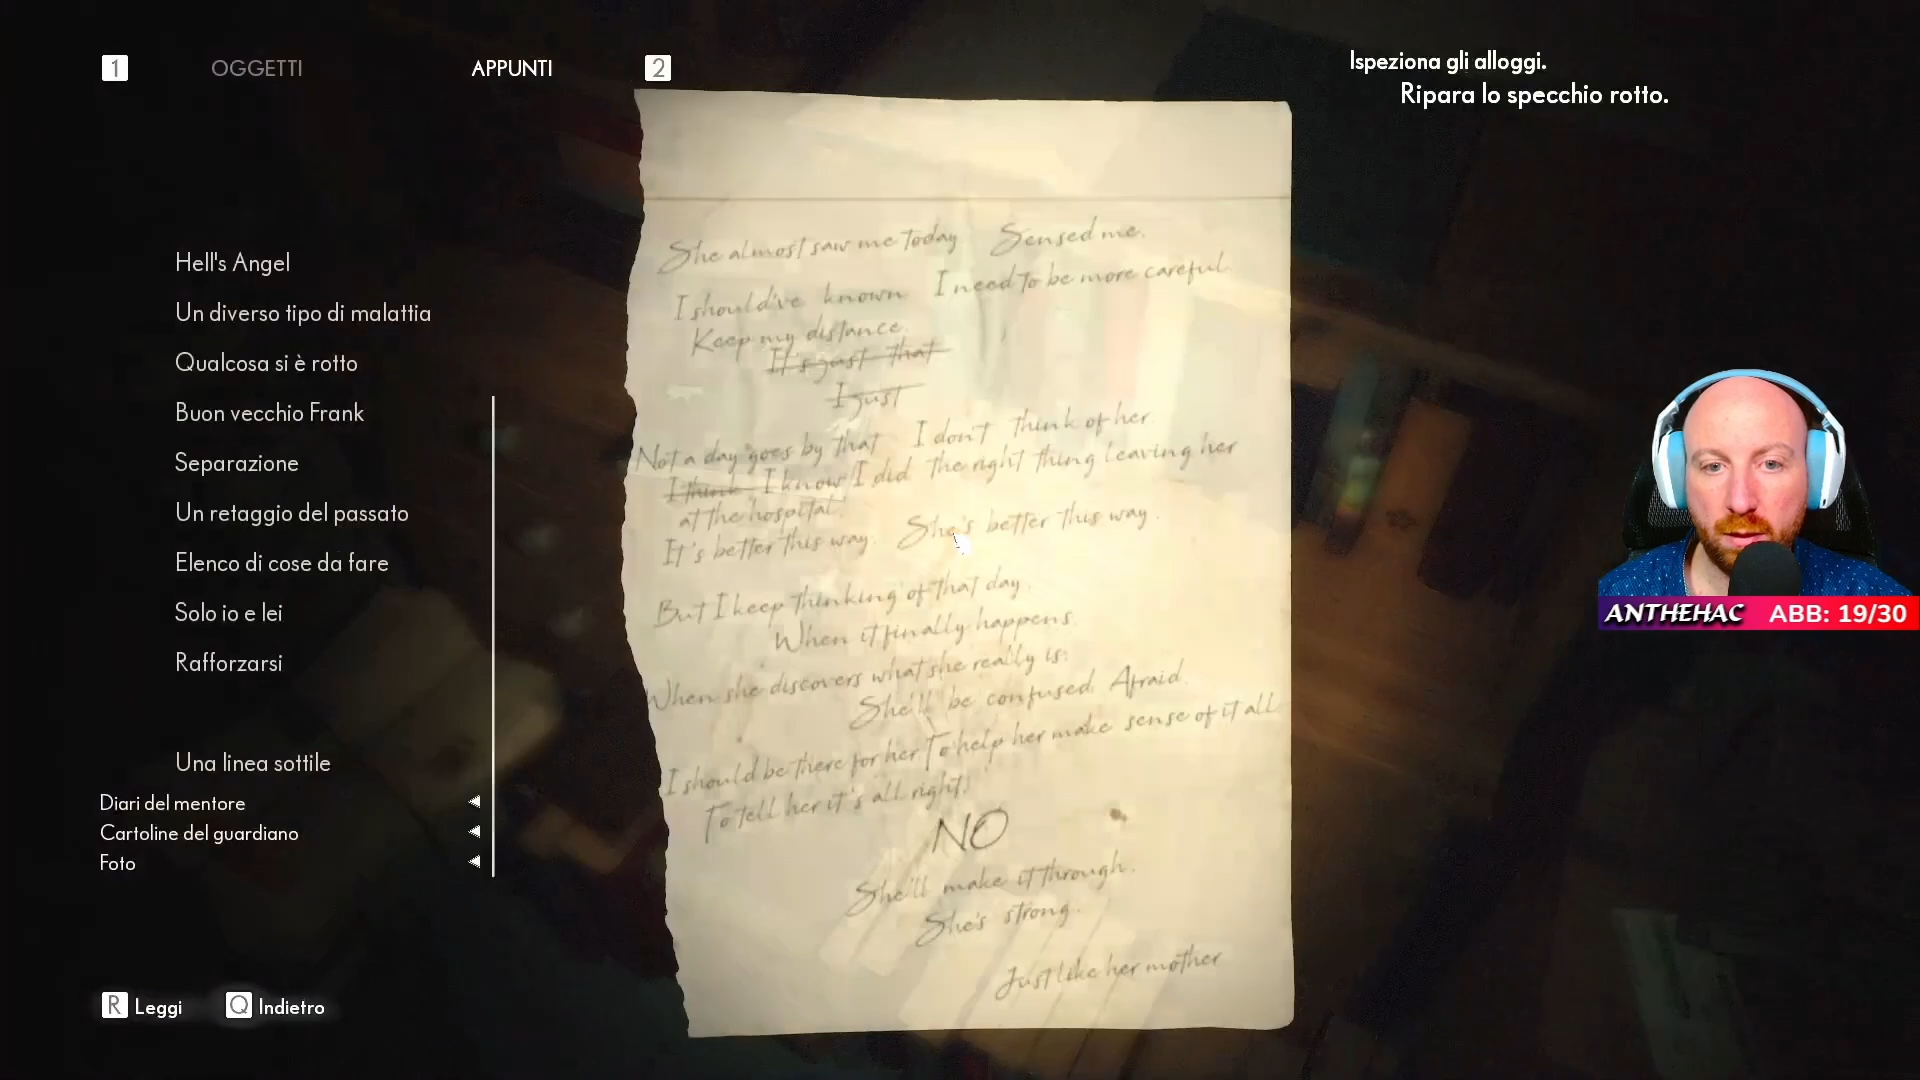 1 OGGETTI APPUNTI 2
Ispeziona gli alloggi.
Ripara lo specchio rotto.
Hell's Angel
Un diverso tipo di malattia
Qualcosa si è rotto
Buon vecchio Frank
Separazione
Un retaggio del passato
Elenco di cose da fare
Solo io e lei
Rafforzarsi
Una linea sottile
Diari del mentore
Cartoline del guardiano
Foto
R Leggi Q Indietro
She almost saw me today Sensed me.
I should've known I need to be more careful.
Keep my distance.
It's just that
I just
Not a day goes by that I don't think of her.
I think I know I did the right thing leaving her
at the hospital.
It's better this way. She's better this way.
But I keep thinking of that day.
When it finally happens.
When she discovers what she really is.
She'll be confused. Afraid.
I should be there for her. To help her make sense of it all
To tell her it's all right.
NO
She'll make it through.
She's strong.
Just like her mother
ANTHEHAC ABB: 19/30